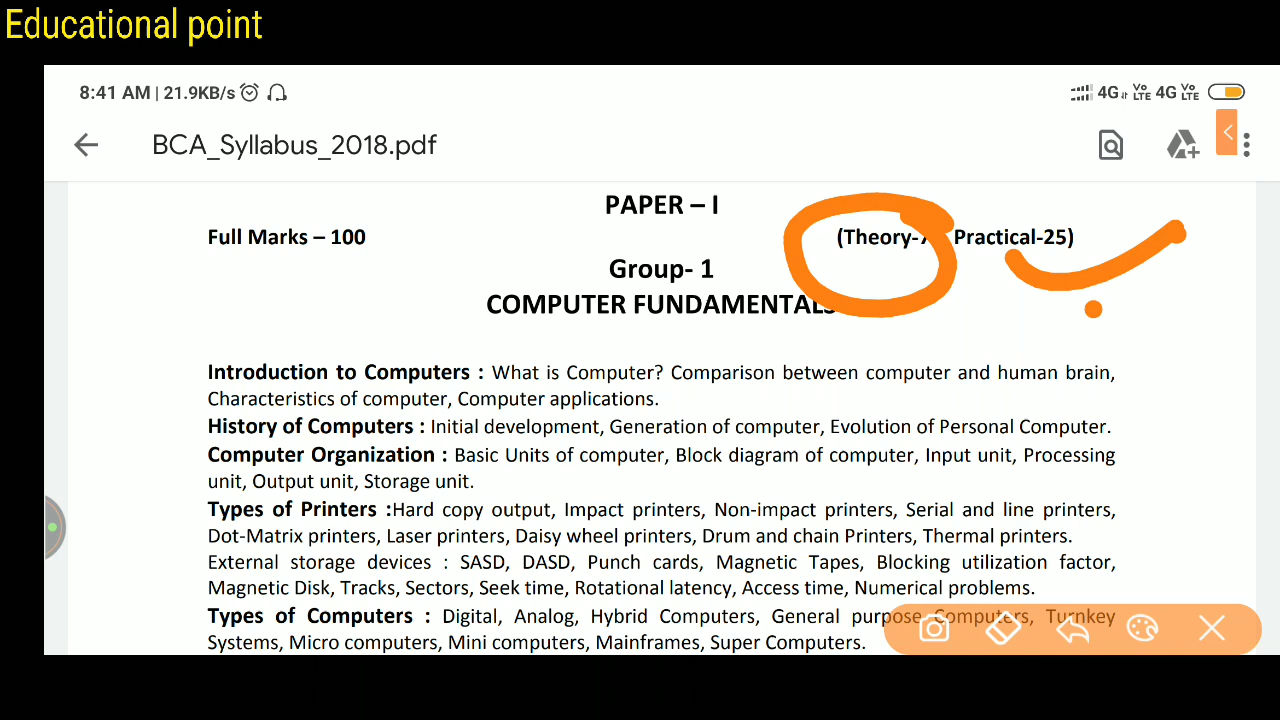 Educational point
8:41 AM | 21.9KB/s
4G VoLTE 4G VoLTE
BCA_Syllabus_2018.pdf
PAPER – I
Full Marks – 100 (Theory-7 Practical-25)
Group- 1
COMPUTER FUNDAMENTALS
Introduction to Computers : What is Computer? Comparison between computer and human brain,
Characteristics of computer, Computer applications.
History of Computers : Initial development, Generation of computer, Evolution of Personal Computer.
Computer Organization : Basic Units of computer, Block diagram of computer, Input unit, Processing
unit, Output unit, Storage unit.
Types of Printers :Hard copy output, Impact printers, Non-impact printers, Serial and line printers,
Dot-Matrix printers, Laser printers, Daisy wheel printers, Drum and chain Printers, Thermal printers.
External storage devices : SASD, DASD, Punch cards, Magnetic Tapes, Blocking utilization factor,
Magnetic Disk, Tracks, Sectors, Seek time, Rotational latency, Access time, Numerical problems.
Types of Computers : Digital, Analog, Hybrid Computers, General purpose Computers, Turnkey
Systems, Micro computers, Mini computers, Mainframes, Super Computers.